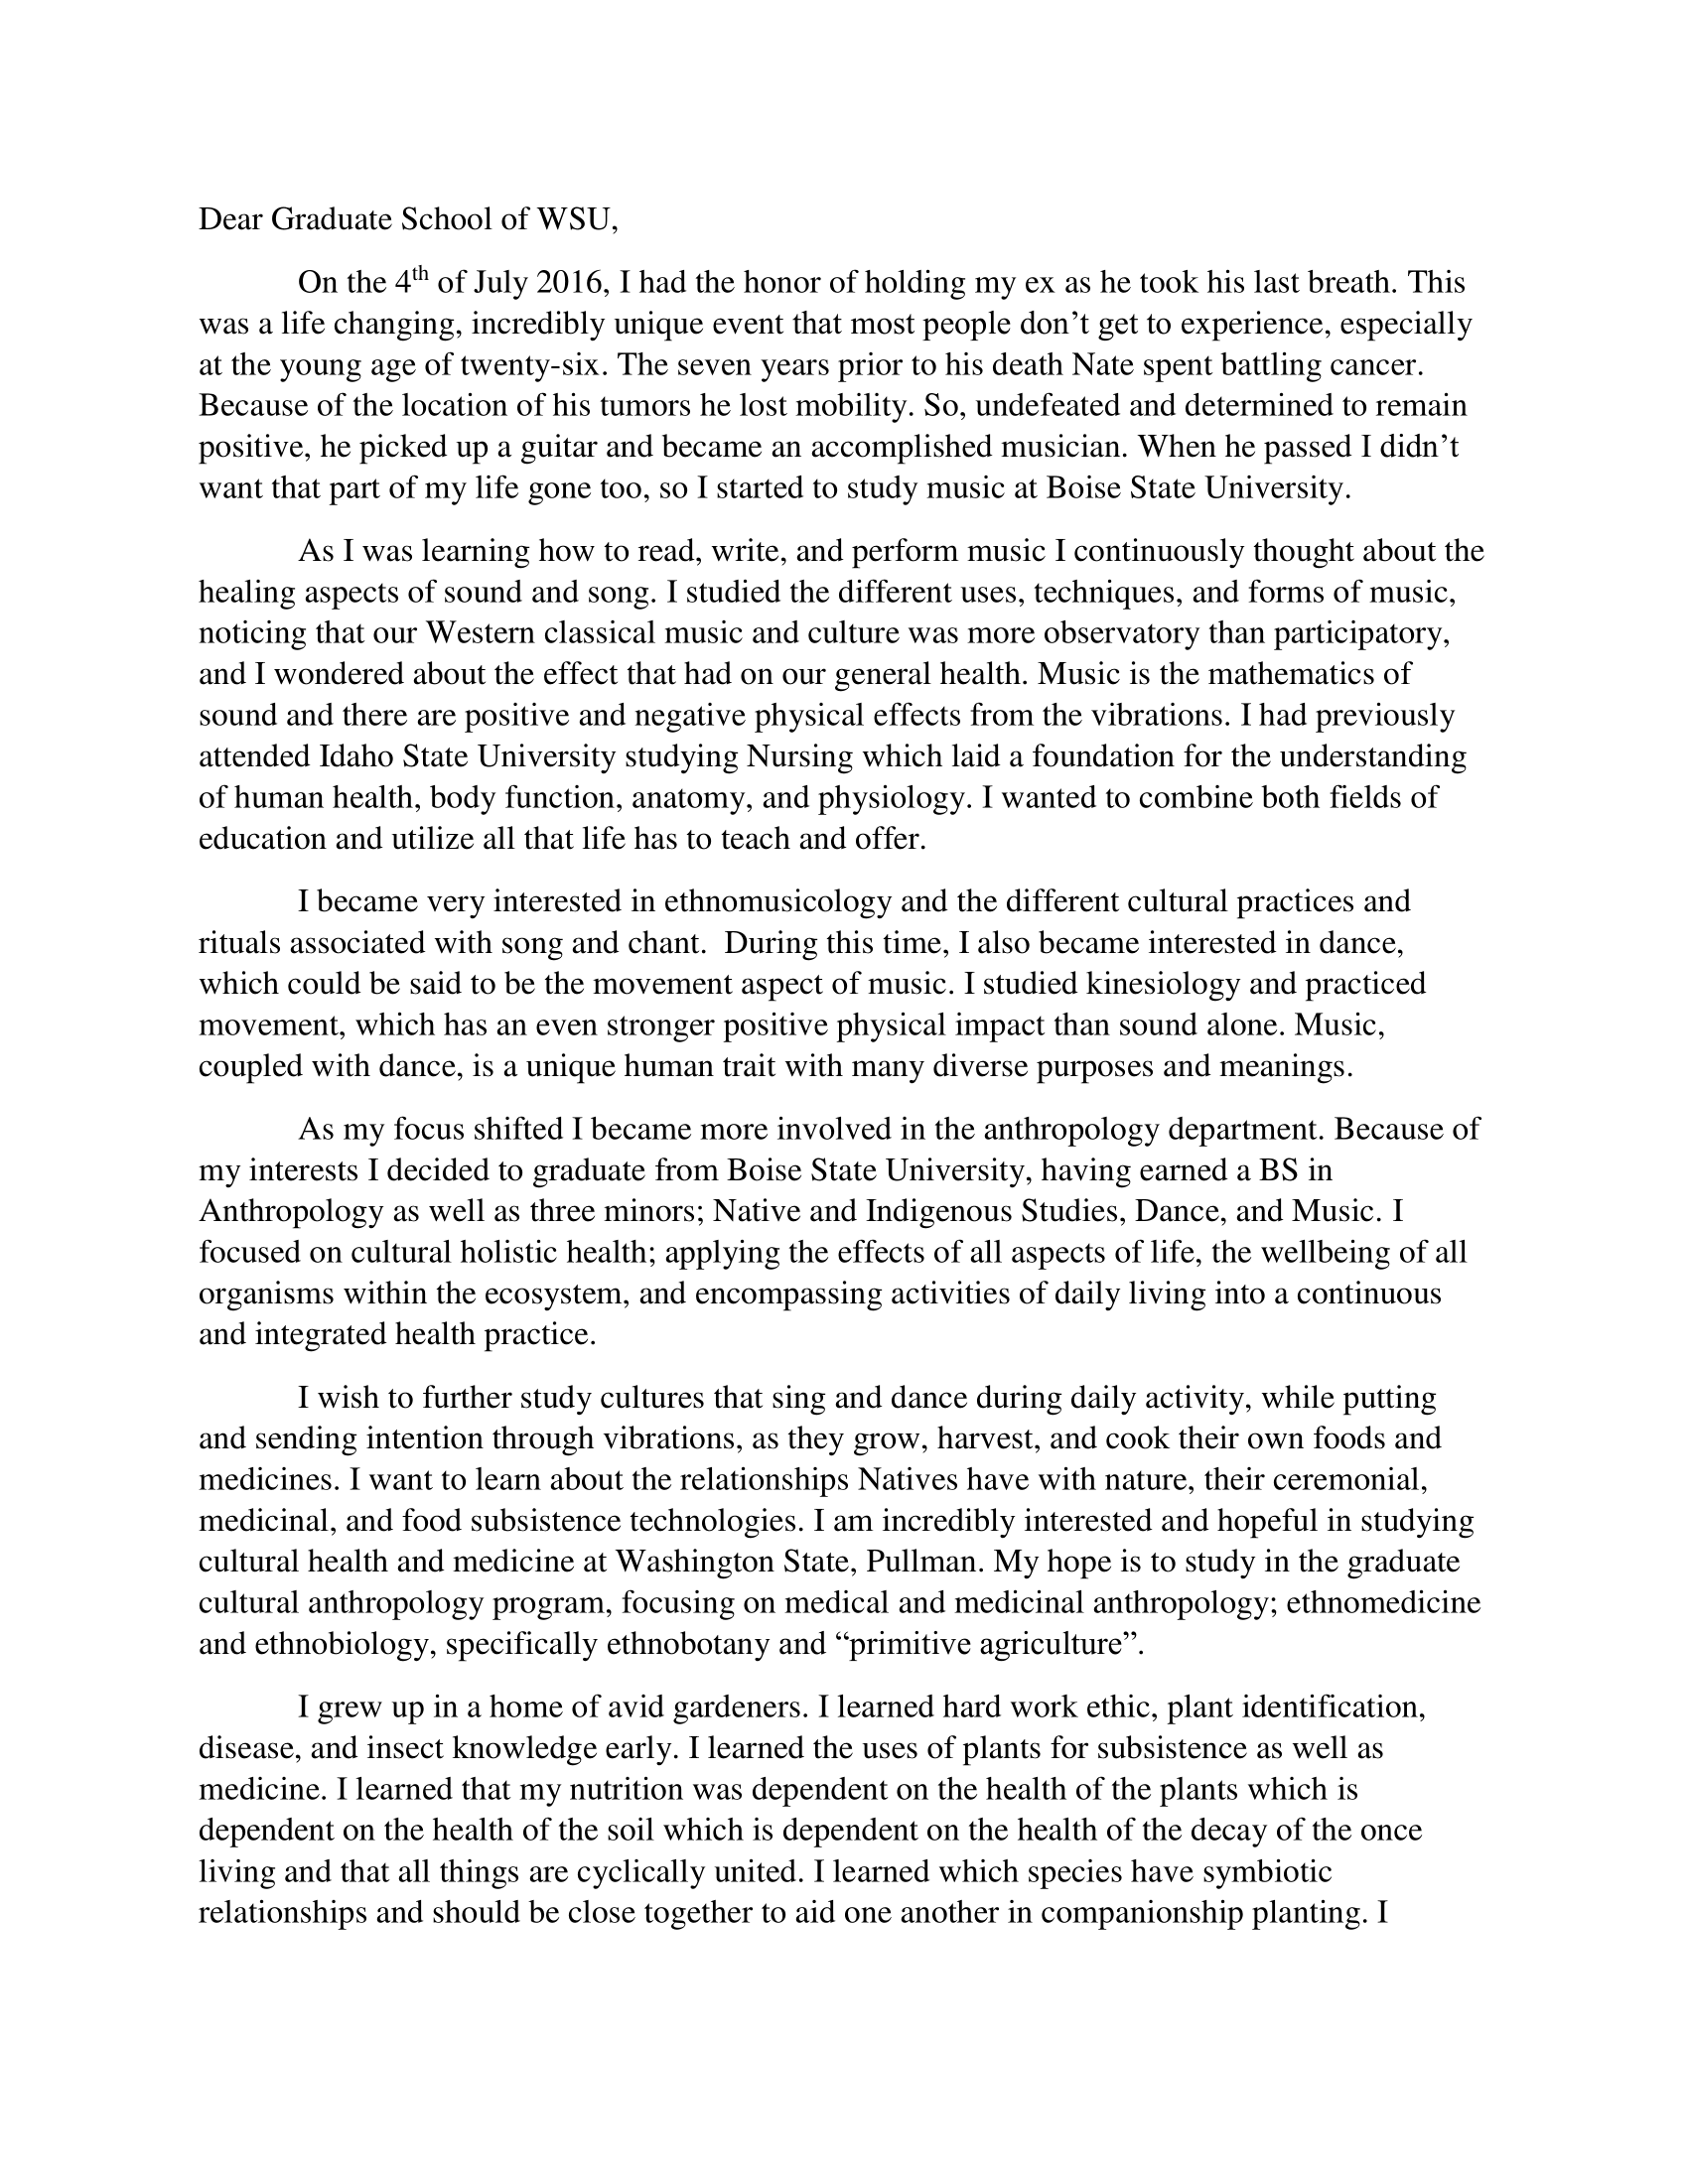 Dear Graduate School of WSU,
On the 4th of July 2016, I had the honor of holding my ex as he took his last breath. This
was a life changing, incredibly unique event that most people don’t get to experience, especially
at the young age of twenty-six. The seven years prior to his death Nate spent battling cancer.
Because of the location of his tumors he lost mobility. So, undefeated and determined to remain
positive, he picked up a guitar and became an accomplished musician. When he passed I didn’t
want that part of my life gone too, so I started to study music at Boise State University.
As I was learning how to read, write, and perform music I continuously thought about the
healing aspects of sound and song. I studied the different uses, techniques, and forms of music,
noticing that our Western classical music and culture was more observatory than participatory,
and I wondered about the effect that had on our general health. Music is the mathematics of
sound and there are positive and negative physical effects from the vibrations. I had previously
attended Idaho State University studying Nursing which laid a foundation for the understanding
of human health, body function, anatomy, and physiology. I wanted to combine both fields of
education and utilize all that life has to teach and offer.
I became very interested in ethnomusicology and the different cultural practices and
rituals associated with song and chant.  During this time, I also became interested in dance,
which could be said to be the movement aspect of music. I studied kinesiology and practiced
movement, which has an even stronger positive physical impact than sound alone. Music,
coupled with dance, is a unique human trait with many diverse purposes and meanings.
As my focus shifted I became more involved in the anthropology department. Because of
my interests I decided to graduate from Boise State University, having earned a BS in
Anthropology as well as three minors; Native and Indigenous Studies, Dance, and Music. I
focused on cultural holistic health; applying the effects of all aspects of life, the wellbeing of all
organisms within the ecosystem, and encompassing activities of daily living into a continuous
and integrated health practice.
I wish to further study cultures that sing and dance during daily activity, while putting
and sending intention through vibrations, as they grow, harvest, and cook their own foods and
medicines. I want to learn about the relationships Natives have with nature, their ceremonial,
medicinal, and food subsistence technologies. I am incredibly interested and hopeful in studying
cultural health and medicine at Washington State, Pullman. My hope is to study in the graduate
cultural anthropology program, focusing on medical and medicinal anthropology; ethnomedicine
and ethnobiology, specifically ethnobotany and “primitive agriculture”.
I grew up in a home of avid gardeners. I learned hard work ethic, plant identification,
disease, and insect knowledge early. I learned the uses of plants for subsistence as well as
medicine. I learned that my nutrition was dependent on the health of the plants which is
dependent on the health of the soil which is dependent on the health of the decay of the once
living and that all things are cyclically united. I learned which species have symbiotic
relationships and should be close together to aid one another in companionship planting. I